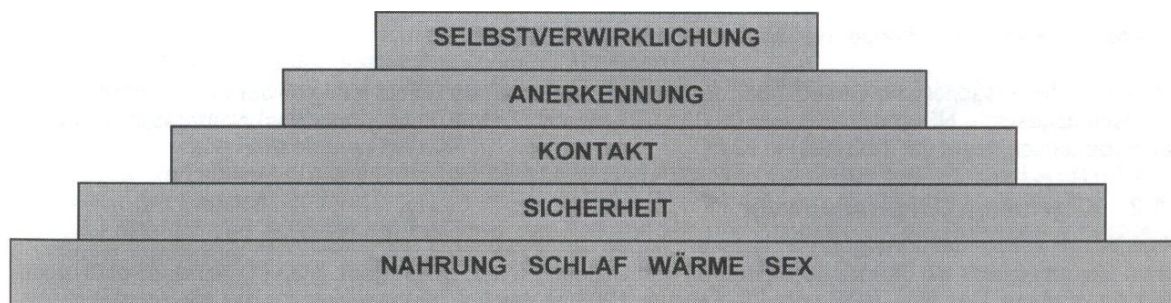 SELBSTVERWIRKLICHUNG
ANERKENNUNG
KONTAKT
SICHERHEIT
NAHRUNG SCHLAF WÄRME SEX